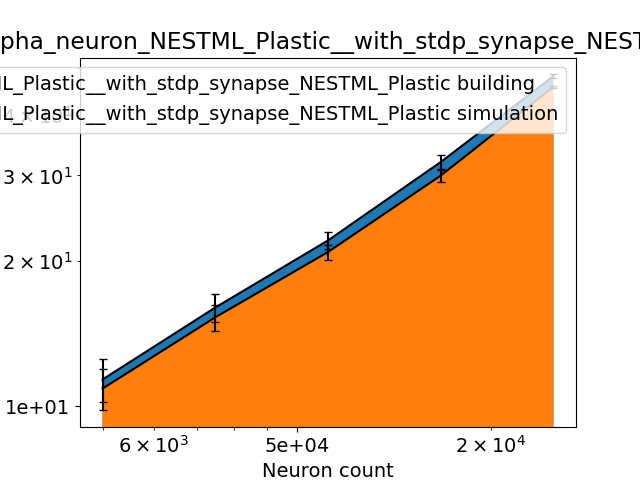 pha_neuron_NESTML_Plastic__with_stdp_synapse_NEST
L_Plastic__with_stdp_synapse_NESTML_Plastic building
L_Plastic__with_stdp_synapse_NESTML_Plastic simulation
3 × 10¹
2 × 10¹
1e+01
6 × 10³
5e+04
2 × 10⁴
Neuron count